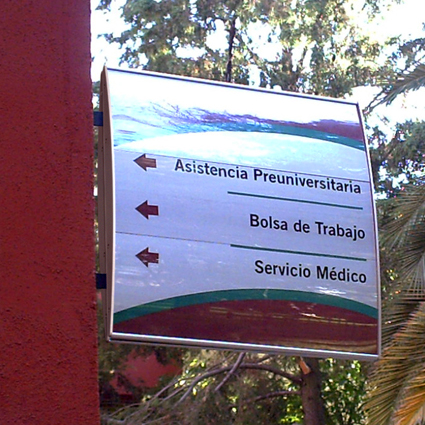 Asistencia Preuniversitaria
Bolsa de Trabajo
Servicio Médico